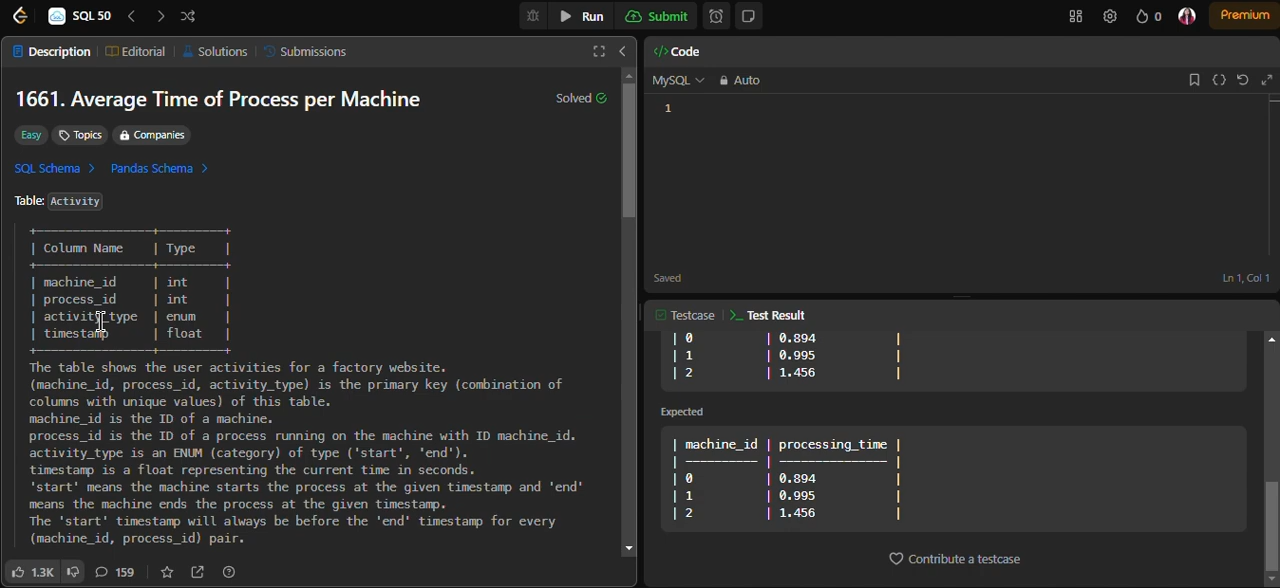 SQL 50
Run
Submit
0
Premium
Description
Editorial
Solutions
Submissions
1661. Average Time of Process per Machine
Solved
Easy
Topics
Companies
SQL Schema
Pandas Schema
Table: Activity
| Column Name | Type |
| machine_id | int |
| process_id | int |
| activity_type | enum |
| timestamp | float |
The table shows the user activities for a factory website.
(machine_id, process_id, activity_type) is the primary key (combination of
columns with unique values) of this table.
machine_id is the ID of a machine.
process_id is the ID of a process running on the machine with ID machine_id.
activity_type is an ENUM (category) of type ('start', 'end').
timestamp is a float representing the current time in seconds.
'start' means the machine starts the process at the given timestamp and 'end'
means the machine ends the process at the given timestamp.
The 'start' timestamp will always be before the 'end' timestamp for every
(machine_id, process_id) pair.
1.3K
159
</> Code
MySQL
Auto
1
Saved
Ln 1, Col 1
Testcase
>_ Test Result
| 0 | 0.894 |
| 1 | 0.995 |
| 2 | 1.456 |
Expected
| machine_id | processing_time |
| 0 | 0.894 |
| 1 | 0.995 |
| 2 | 1.456 |
Contribute a testcase